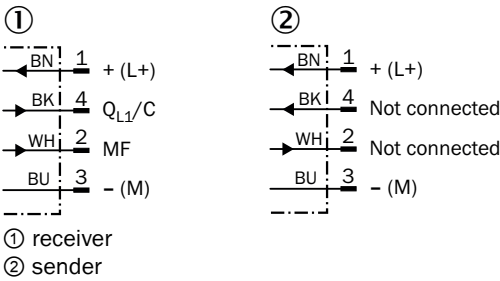 ① ②
BN 1 + (L+) BN 1 + (L+)
BK 4 QL1/C BK 4 Not connected
WH 2 MF WH 2 Not connected
BU 3 – (M) BU 3 – (M)
① receiver
② sender